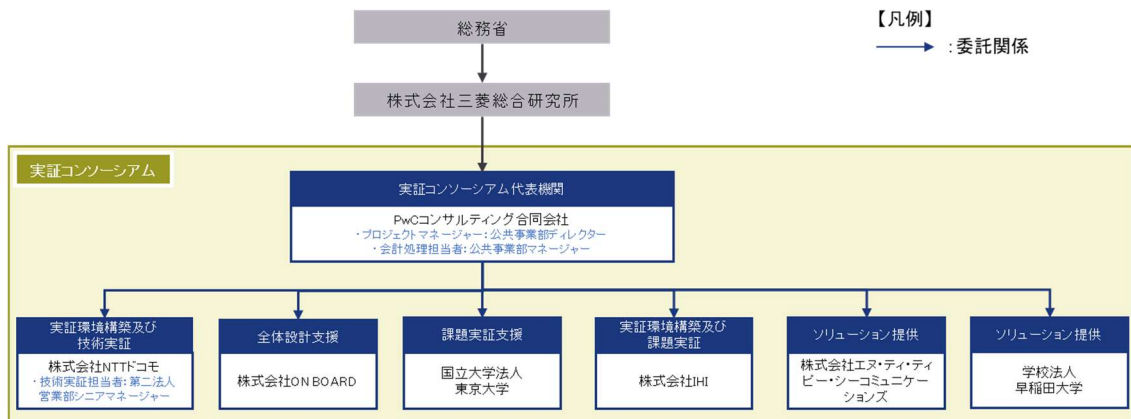 総務省
【凡例】
：委託関係
株式会社三菱総合研究所
実証コンソーシアム
実証コンソーシアム代表機関
PwCコンサルティング合同会社
・プロジェクトマネージャー：公共事業部ディレクター
・会計処理担当者：公共事業部マネージャー
実証環境構築及び
技術実証
株式会社NTTドコモ
・技術実証担当者：第二法人
営業部シニアマネージャー
全体設計支援
株式会社ON BOARD
課題実証支援
国立大学法人
東京大学
実証環境構築及び
課題実証
株式会社IHI
ソリューション提供
株式会社エヌ・ティ・ティ
ピー・シーコミュニケー
ションズ
ソリューション提供
学校法人
早稲田大学